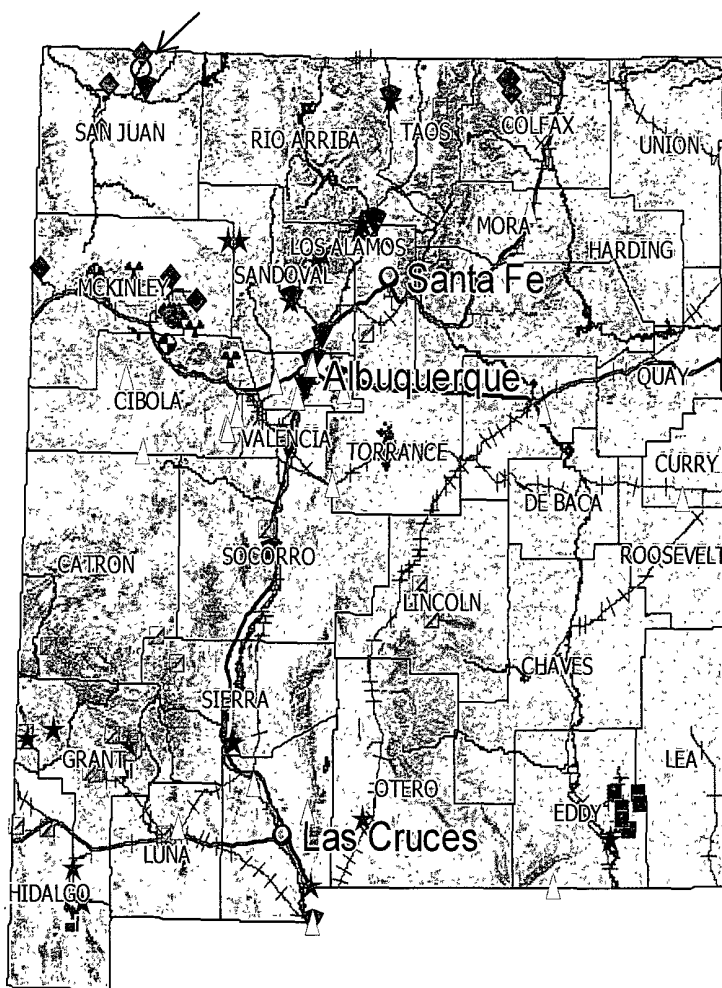 SAN JUAN
RIO ARRIBA
TAOS
COLFAX
UNION
MORA
HARDING
LOS ALAMOS
SANDOVAL
MCKINLEY
Santa Fe
Albuquerque
QUAY
CIBOLA
VALENCIA
TORRANCE
CURRY
DE BACA
CATRON
SOCORRO
ROOSEVELT
LINCOLN
CHAVES
SIERRA
GRANT
OTERO
LEA
EDDY
Las Cruces
LUNA
HIDALGO